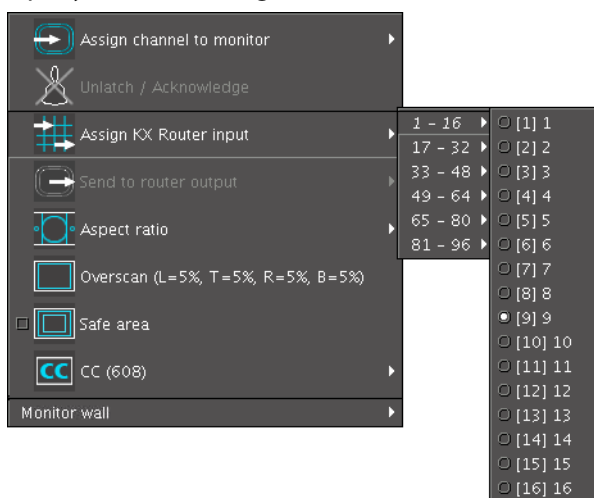 Assign channel to monitor
Unlatch / Acknowledge
Assign KX Router input
Send to router output
Aspect ratio
Overscan (L=5%, T=5%, R=5%, B=5%)
Safe area
CC CC (608)
Monitor wall
1 - 16
17 - 32
33 - 48
49 - 64
65 - 80
81 - 96
[1] 1
[2] 2
[3] 3
[4] 4
[5] 5
[6] 6
[7] 7
[8] 8
[9] 9
[10] 10
[11] 11
[12] 12
[13] 13
[14] 14
[15] 15
[16] 16